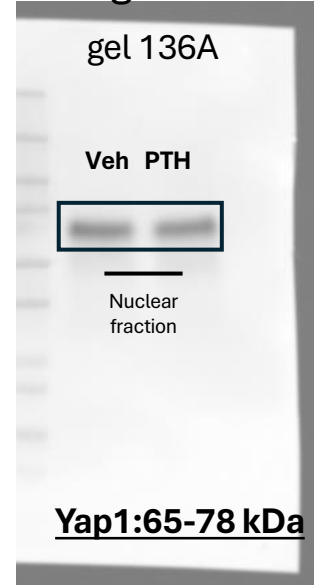 gel 136A
Veh PTH
Nuclear
fraction
Yap1:65-78 kDa